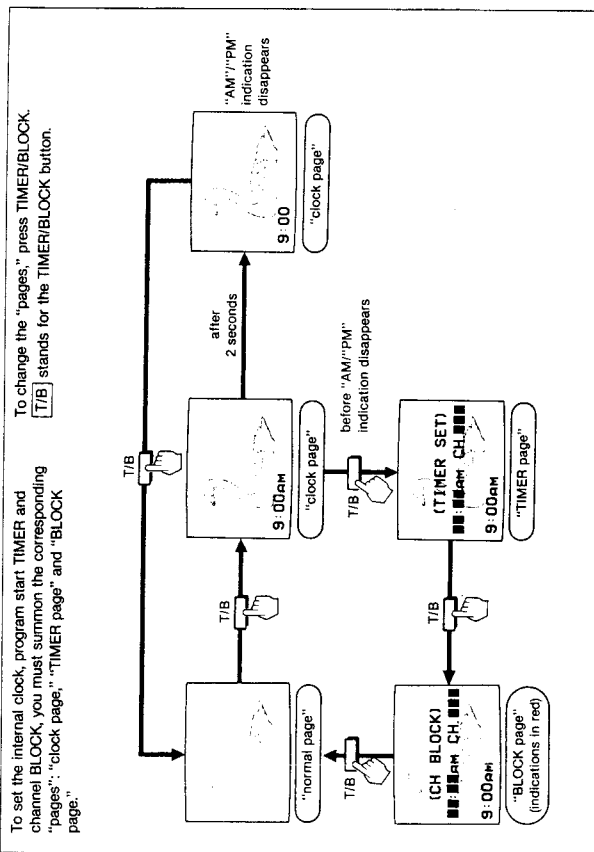 To set the internal clock, program start TIMER and
channel BLOCK, you must summon the corresponding
"pages": "clock page," "TIMER page" and "BLOCK
page."
To change the "pages," press TIMER/BLOCK.
T/B stands for the TIMER/BLOCK button.
T/B
"normal page"
T/B
9:00AM
"clock page"
after
2 seconds
9:00
"clock page"
"AM"/"PM"
indication
disappears
T/B
before "AM/"PM"
indication disappears
(TIMER SET)
■■:■■AM CH.■■■
9:00AM
"TIMER page"
T/B
(CH BLOCK)
■■:■■AM CH.■■■
9:00AM
"BLOCK page"
(indications in red)
T/B